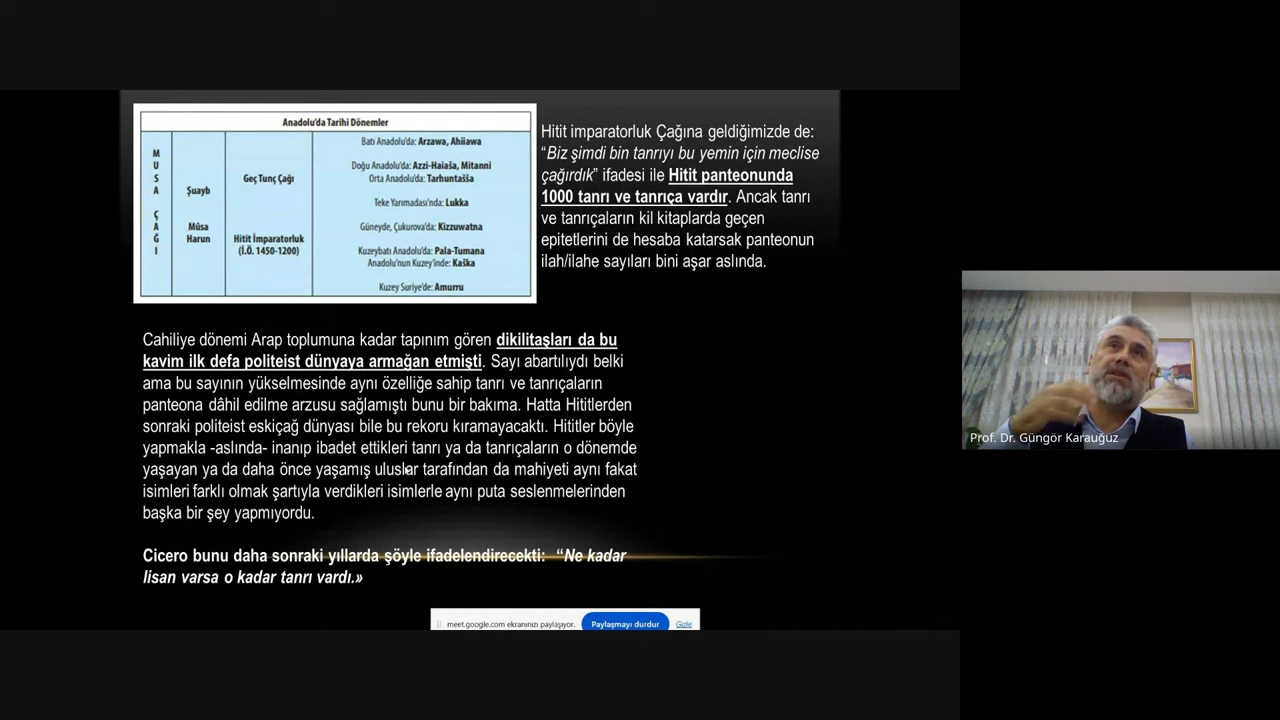 Anadolu'da Tarihi Dönemler
M
U
S
A
Ç
A
Ğ
I
Şuayb
Mûsa
Harun
Geç Tunç Çağı
Hitit İmparatorluk
(İ.Ö. 1450-1200)
Batı Anadolu'da: Arzawa, Ahiiawa
Doğu Anadolu'da: Azzi-Haiaša, Mitanni
Orta Anadolu'da: Tarhuntašša
Teke Yarımadası'nda: Lukka
Güneyde, Çukurova'da: Kizzuwatna
Kuzeybatı Anadolu'da: Pala-Tumana
Anadolu'nun Kuzey'inde: Kaška
Kuzey Suriye'de: Amurru
Hitit imparatorluk Çağına geldiğimizde de:
“Biz şimdi bin tanrıyı bu yemin için meclise
çağırdık” ifadesi ile Hitit panteonunda
1000 tanrı ve tanrıça vardır. Ancak tanrı
ve tanrıçaların kil kitaplarda geçen
epitetlerini de hesaba katarsak panteonun
ilah/ilahe sayıları bini aşar aslında.
Cahiliye dönemi Arap toplumuna kadar tapınım gören dikilitaşları da bu
kavim ilk defa politeist dünyaya armağan etmişti. Sayı abartılıydı belki
ama bu sayının yükselmesinde aynı özelliğe sahip tanrı ve tanrıçaların
panteona dâhil edilme arzusu sağlamıştı bunu bir bakıma. Hatta Hititlerden
sonraki politeist eskiçağ dünyası bile bu rekoru kıramayacaktı. Hititler böyle
yapmakla -aslında- inanıp ibadet ettikleri tanrı ya da tanrıçaların o dönemde
yaşayan ya da daha önce yaşamış uluslar tarafından da mahiyeti aynı fakat
isimleri farklı olmak şartıyla verdikleri isimlerle aynı puta seslenmelerinden
başka bir şey yapmıyordu.
Cicero bunu daha sonraki yıllarda şöyle ifadelendirecekti: “Ne kadar
lisan varsa o kadar tanrı vardı.»
meet.google.com ekranınızı paylaşıyor. Paylaşmayı durdur Gizle
Prof. Dr. Güngör Karauğuz